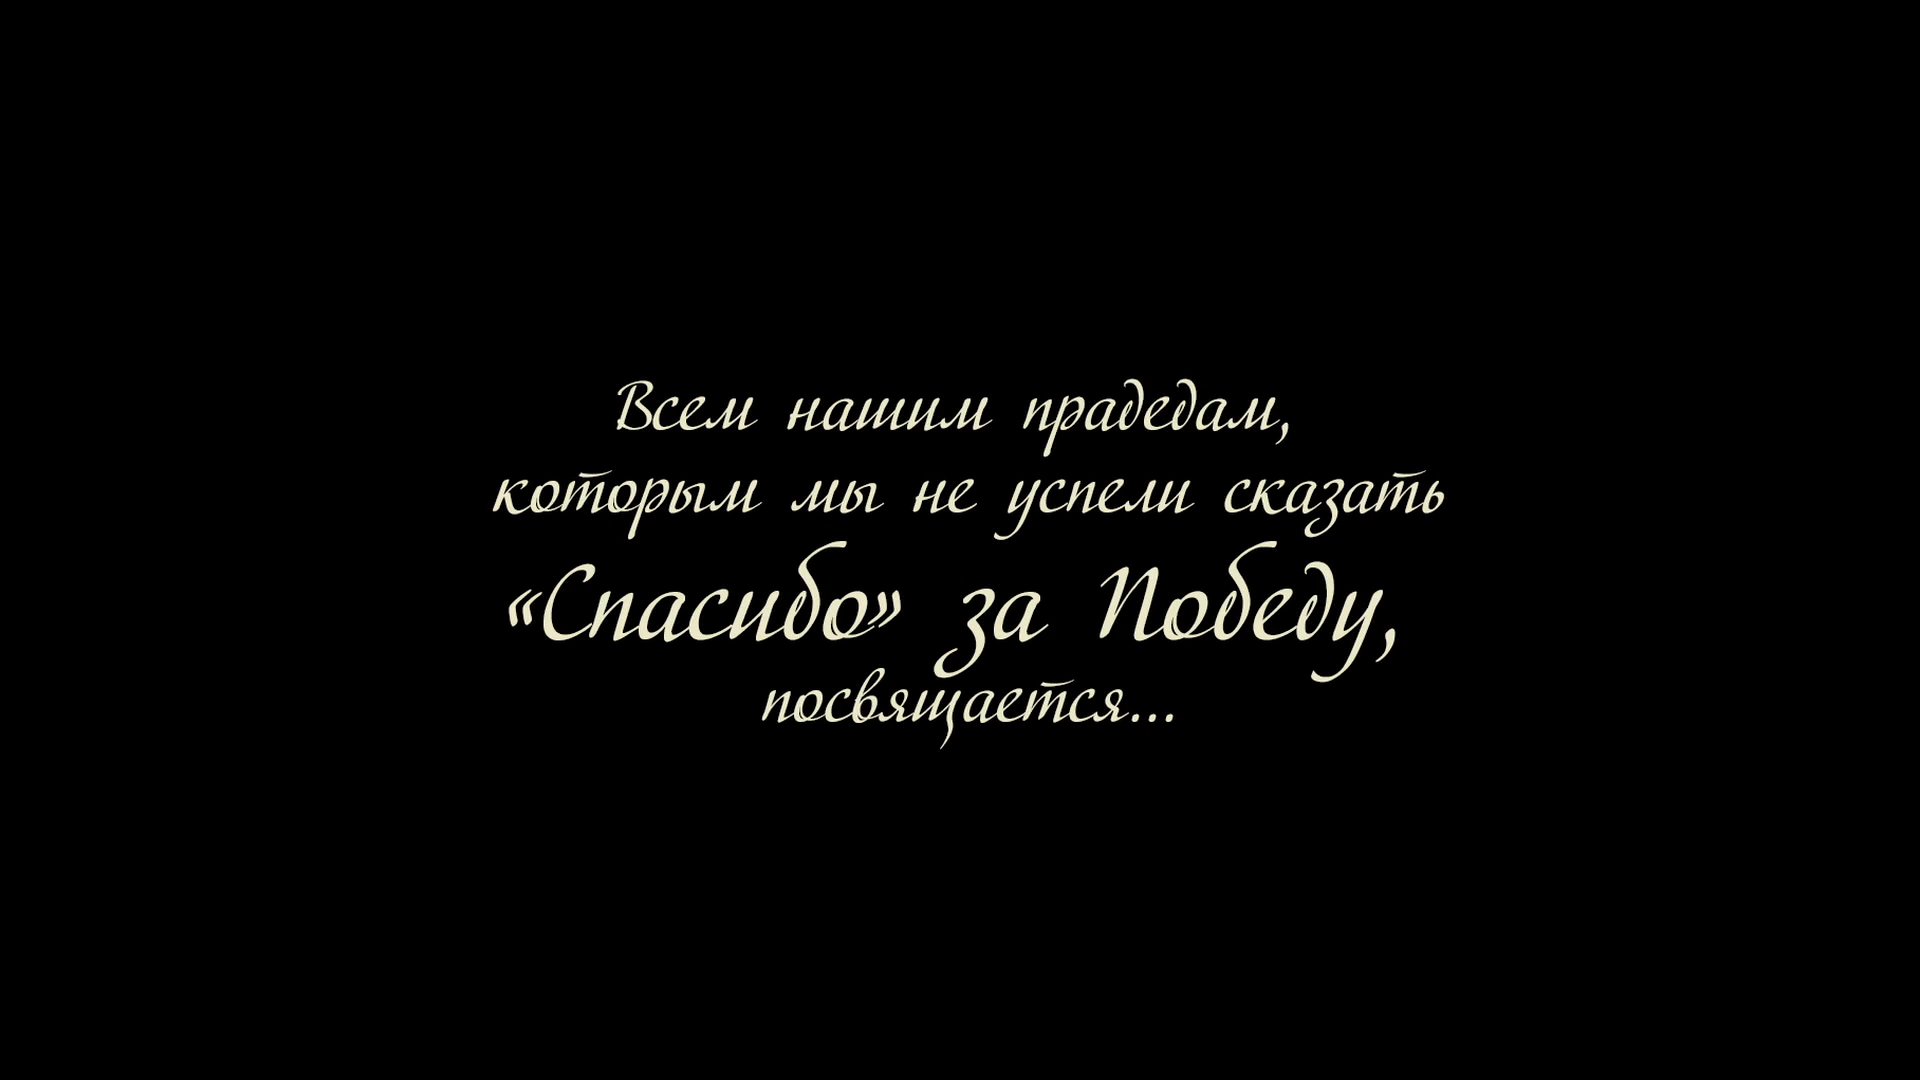 Всем нашим прадедам,
которым мы не успели сказать
«Спасибо» за Победу,
посвящается...